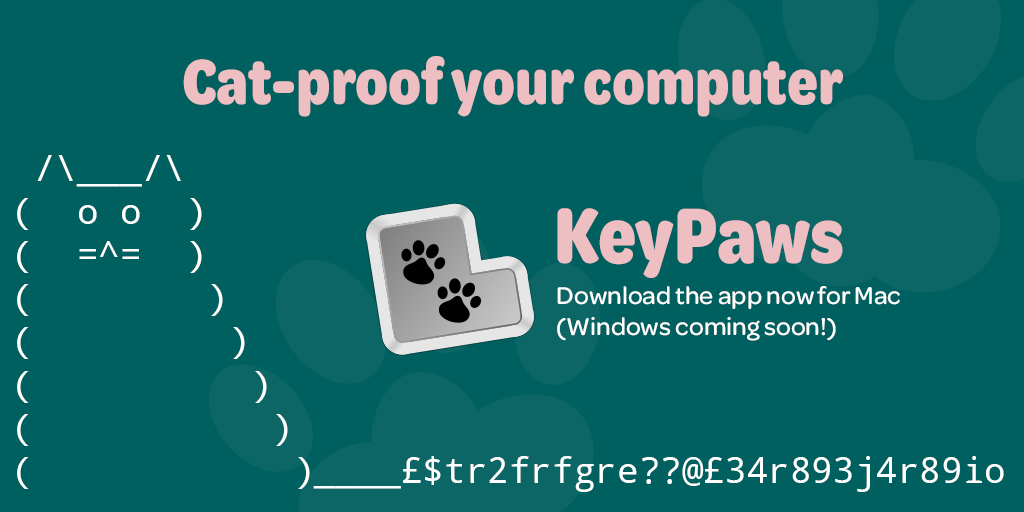 Cat-proof your computer
 /\___/\
(  o o  )
(  =^=  )
(        )
(         )
(          )
(           )
(            )____£$tr2frfgre??@£34r893j4r89io
KeyPaws
Download the app now for Mac
(Windows coming soon!)